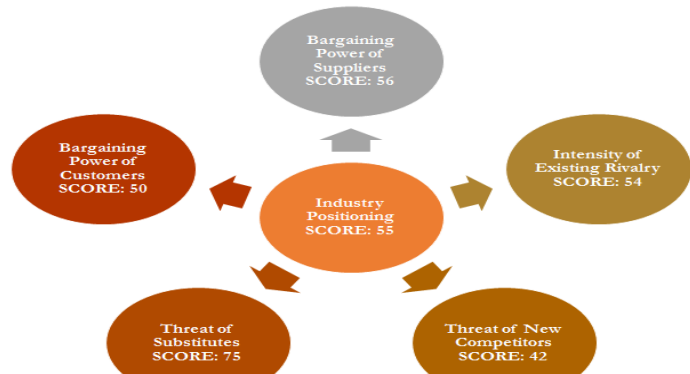 Bargaining
Power of
Suppliers
SCORE: 56
Bargaining
Power of
Customers
SCORE: 50
Intensity of
Existing Rivalry
SCORE: 54
Industry
Positioning
SCORE: 55
Threat of
Substitutes
SCORE: 75
Threat of New
Competitors
SCORE: 42